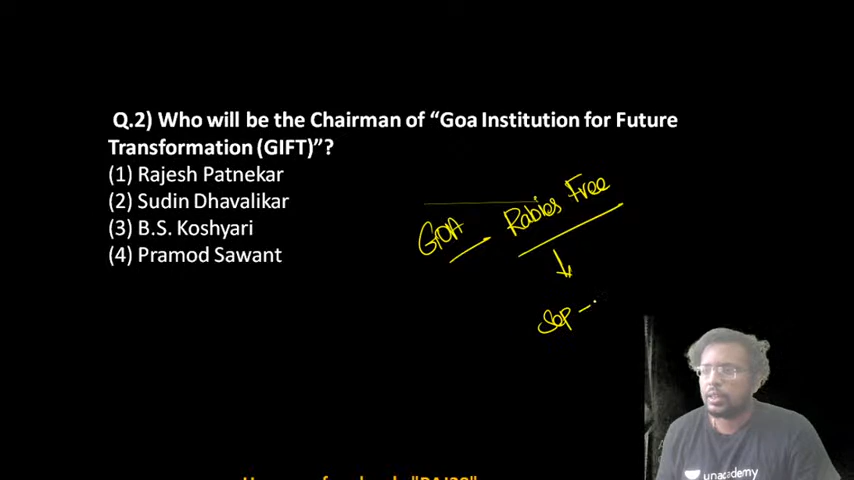 Q.2) Who will be the Chairman of “Goa Institution for Future
Transformation (GIFT)”?
(1) Rajesh Patnekar
(2) Sudin Dhavalikar
(3) B.S. Koshyari
(4) Pramod Sawant
GOA Rabies Free
Sep -
unacademy